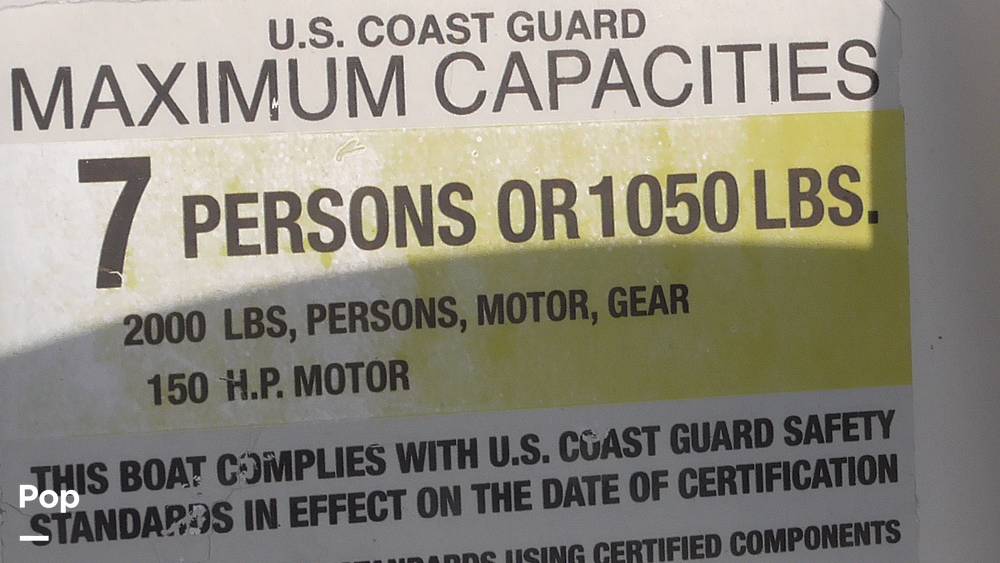 U.S. COAST GUARD
MAXIMUM CAPACITIES
7 PERSONS OR 1050 LBS.
2000 LBS, PERSONS, MOTOR, GEAR
150 H.P. MOTOR
THIS BOAT COMPLIES WITH U.S. COAST GUARD SAFETY
STANDARDS IN EFFECT ON THE DATE OF CERTIFICATION
STANDARDS USING CERTIFIED COMPONENTS
Pop